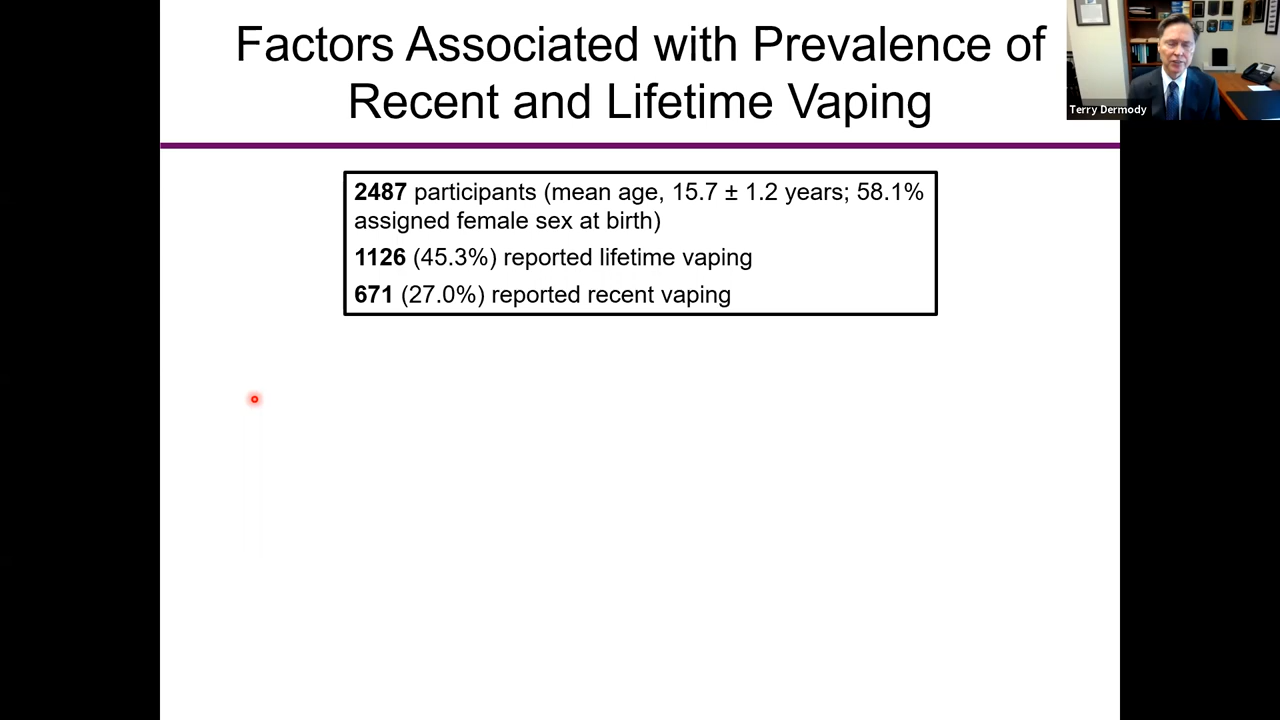 Factors Associated with Prevalence of
Recent and Lifetime Vaping
Terry Dermody
2487 participants (mean age, 15.7 ± 1.2 years; 58.1%
assigned female sex at birth)
1126 (45.3%) reported lifetime vaping
671 (27.0%) reported recent vaping